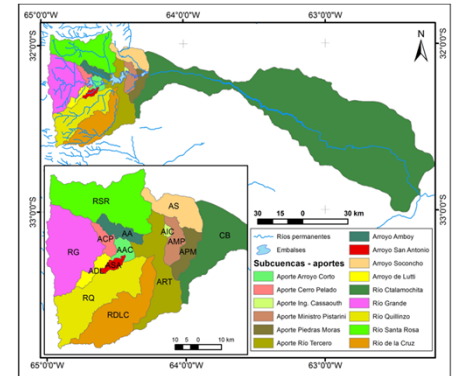 65°0'0"W 64°0'0"W 63°0'0"W
32°0'0"S 32°0'0"S
N
30 15 0 30 km
33°0'0"S 33°0'0"S
RSR
AS
RG
ACP
AA
AAC
AIC
AMP
APM
CB
ADL
ASA
RQ
ART
RDLC
10 5 0 10 km
Ríos permanentes
Embalses
Subcuencas - aportes
Aporte Arroyo Corto
Aporte Cerro Pelado
Aporte Ing. Cassaouth
Aporte Ministro Pistarini
Aporte Piedras Moras
Aporte Río Tercero
Arroyo Amboy
Arroyo San Antonio
Arroyo Soconcho
Arroyo de Lutti
Río Ctalamochita
Río Grande
Río Quillinzo
Río Santa Rosa
Río de la Cruz
65°0'0"W 64°0'0"W 63°0'0"W